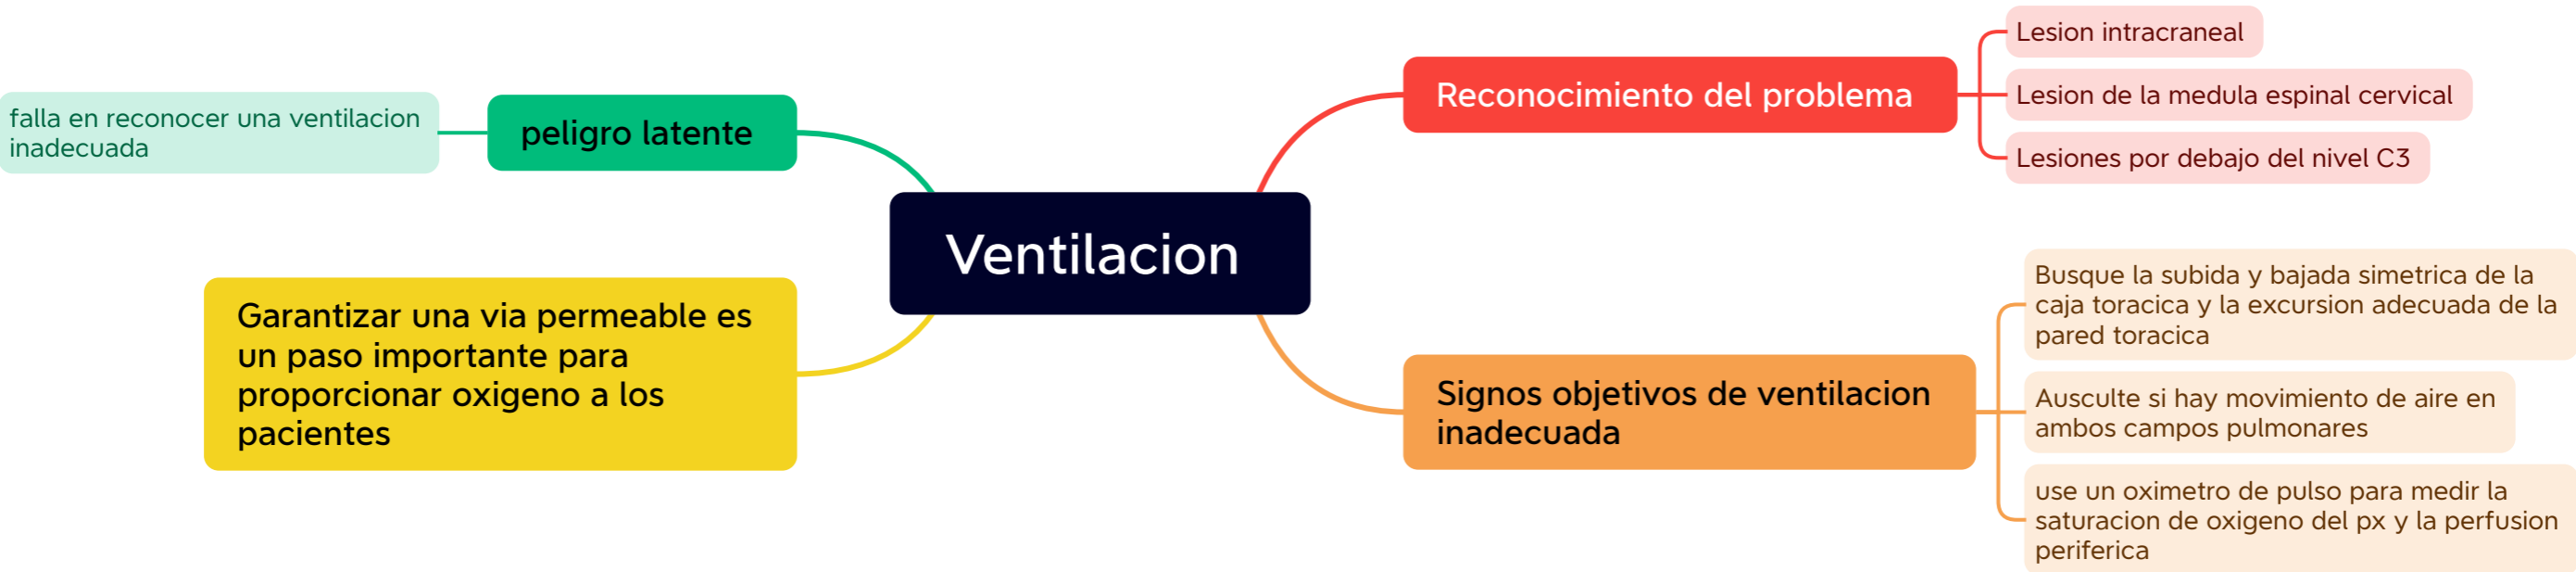 Ventilacion
peligro latente
falla en reconocer una ventilacion
inadecuada
Garantizar una via permeable es
un paso importante para
proporcionar oxigeno a los
pacientes
Reconocimiento del problema
Lesion intracraneal
Lesion de la medula espinal cervical
Lesiones por debajo del nivel C3
Signos objetivos de ventilacion
inadecuada
Busque la subida y bajada simetrica de la
caja toracica y la excursion adecuada de la
pared toracica
Ausculte si hay movimiento de aire en
ambos campos pulmonares
use un oximetro de pulso para medir la
saturacion de oxigeno del px y la perfusion
periferica